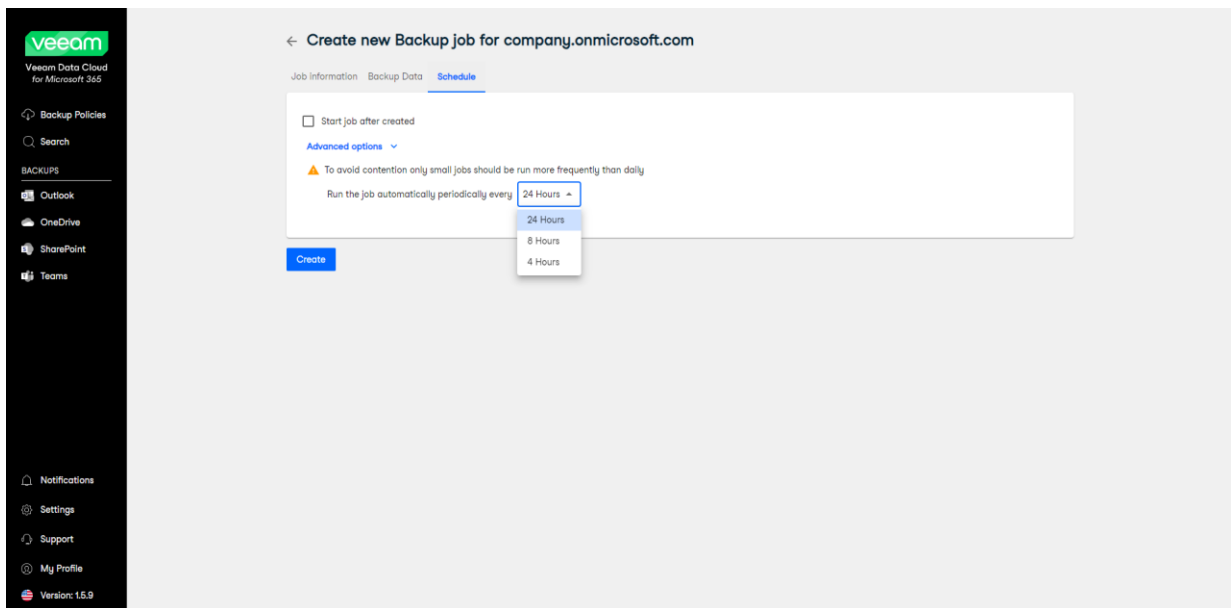 veeam
Veeam Data Cloud
for Microsoft 365
Backup Policies
Search
BACKUPS
Outlook
OneDrive
SharePoint
Teams
Notifications
Settings
Support
My Profile
Version: 1.5.9
← Create new Backup job for company.onmicrosoft.com
Job information Backup Data Schedule
Start job after created
Advanced options
To avoid contention only small jobs should be run more frequently than daily
Run the job automatically periodically every 24 Hours
24 Hours
8 Hours
4 Hours
Create